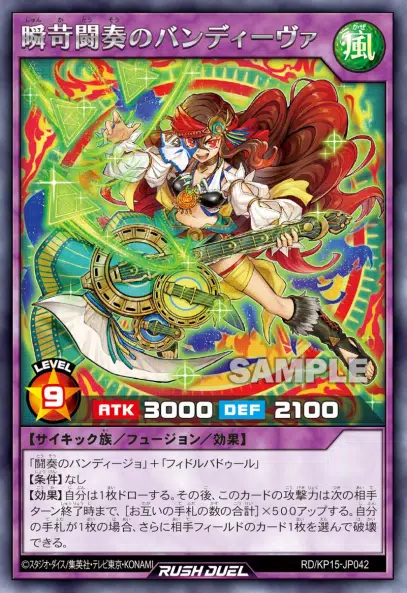 瞬苛闘奏のバンディーヴァ
風
SAMPLE
LEVEL
9
ATK 3000 DEF 2100
【サイキック族／フュージョン／効果】
「闘奏のバンディージョ」＋「フィドルバドゥール」
【条件】なし
【効果】自分は1枚ドローする。その後、このカードの攻撃力は次の相手
ターン終了時まで、［お互いの手札の数の合計］×500アップする。自分
の手札が1枚の場合、さらに相手フィールドのカード1枚を選んで破壊
できる。
©スタジオ・ダイス/集英社・テレビ東京・KONAMI RUSH DUEL RD/KP15-JP042